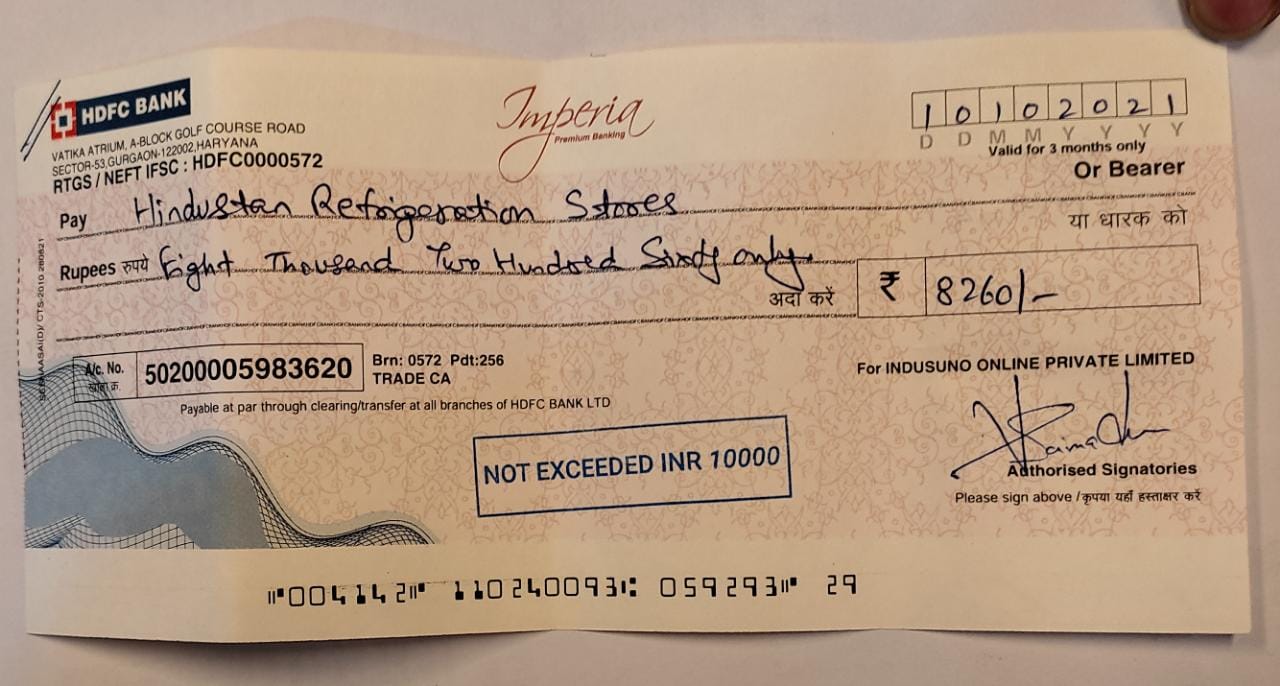 HDFC BANK
VATIKA ATRIUM, A-BLOCK GOLF COURSE ROAD
SECTOR-53,GURGAON-122002,HARYANA
RTGS / NEFT IFSC : HDFC0000572
Imperia
Premium Banking
1 0 1 0 2 0 2 1
D D M M Y Y Y Y
Valid for 3 months only
Or Bearer
Pay Hindustan Refrigeration Stores
या धारक को
Rupees रुपये Eight Thousand Two Hundred Sixty only
अदा करें
₹ 8260/-
A/c. No. 50200005983620
खाता क्र.
Brn: 0572 Pdt:256
TRADE CA
Payable at par through clearing/transfer at all branches of HDFC BANK LTD
For INDUSUNO ONLINE PRIVATE LIMITED
NOT EXCEEDED INR 10000
Authorised Signatories
Please sign above / कृपया यहाँ हस्ताक्षर करें
⑈004142⑈ 110240093⑆ 059293⑈ 29